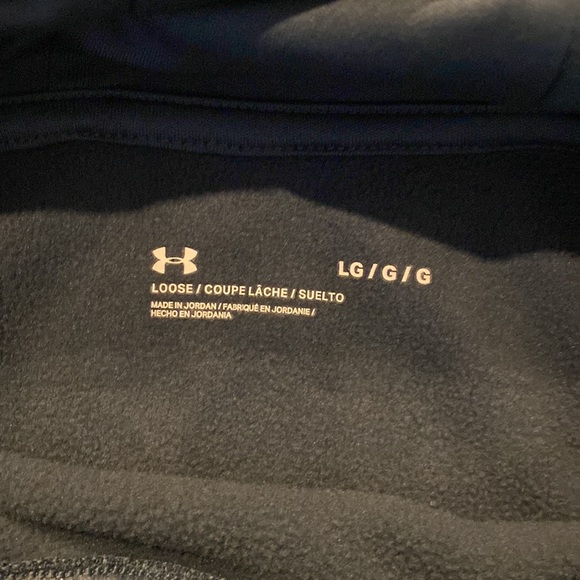 LG / G / G
LOOSE / COUPE LÂCHE / SUELTO
MADE IN JORDAN / FABRIQUÉ EN JORDANIE /
HECHO EN JORDANIA